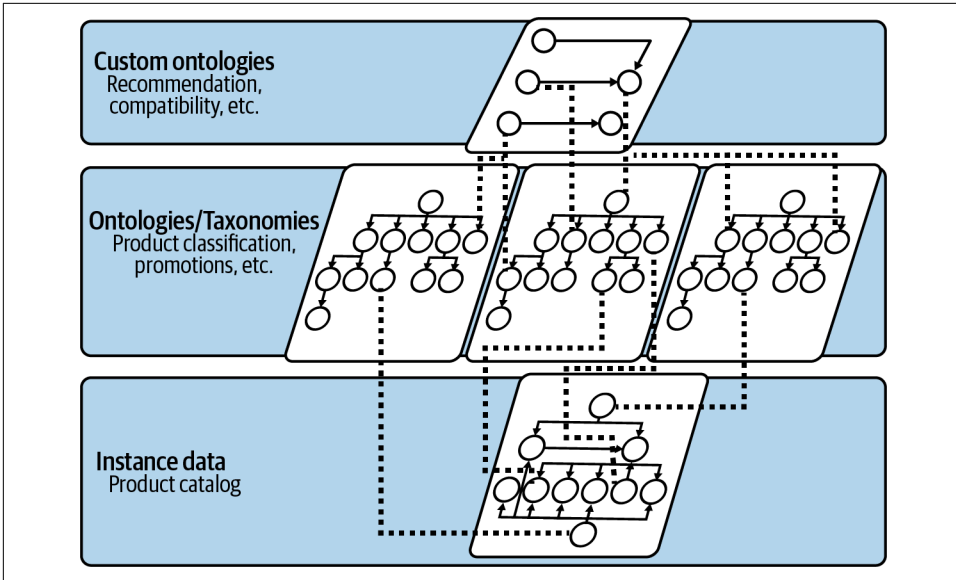 Custom ontologies
Recommendation,
compatibility, etc.
Ontologies/Taxonomies
Product classification,
promotions, etc.
Instance data
Product catalog